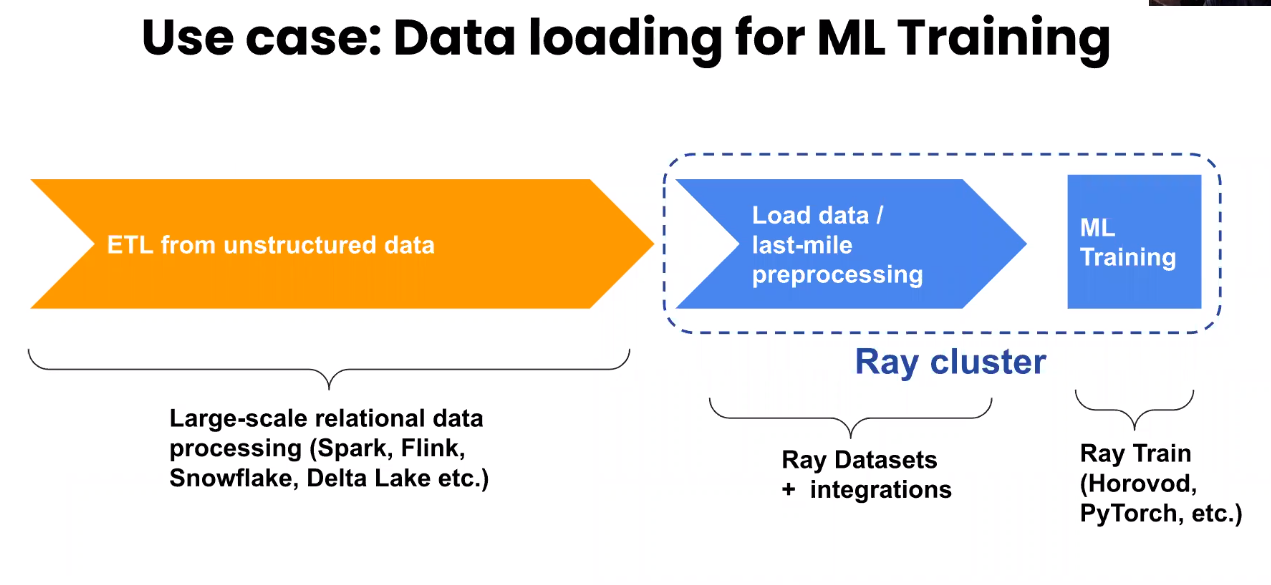 Use case: Data loading for ML Training
ETL from unstructured data
Load data /
last-mile
preprocessing
ML
Training
Ray cluster
Large-scale relational data
processing (Spark, Flink,
Snowflake, Delta Lake etc.)
Ray Datasets
+ integrations
Ray Train
(Horovod,
PyTorch, etc.)